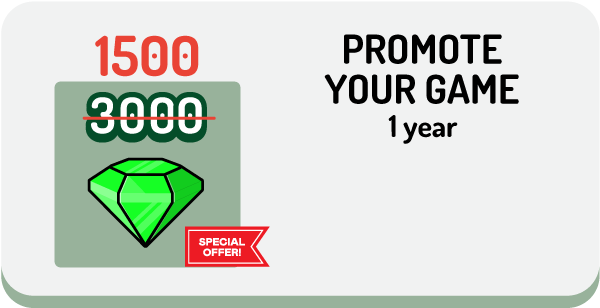 1500
3000
SPECIAL
OFFER!
PROMOTE
YOUR GAME
1 year